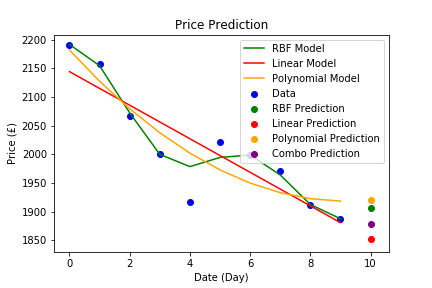 Price Prediction
2200
2150
2100
2050
2000
1950
1900
1850
Price (£)
RBF Model
Linear Model
Polynomial Model
Data
RBF Prediction
Linear Prediction
Polynomial Prediction
Combo Prediction
0 2 4 6 8 10
Date (Day)